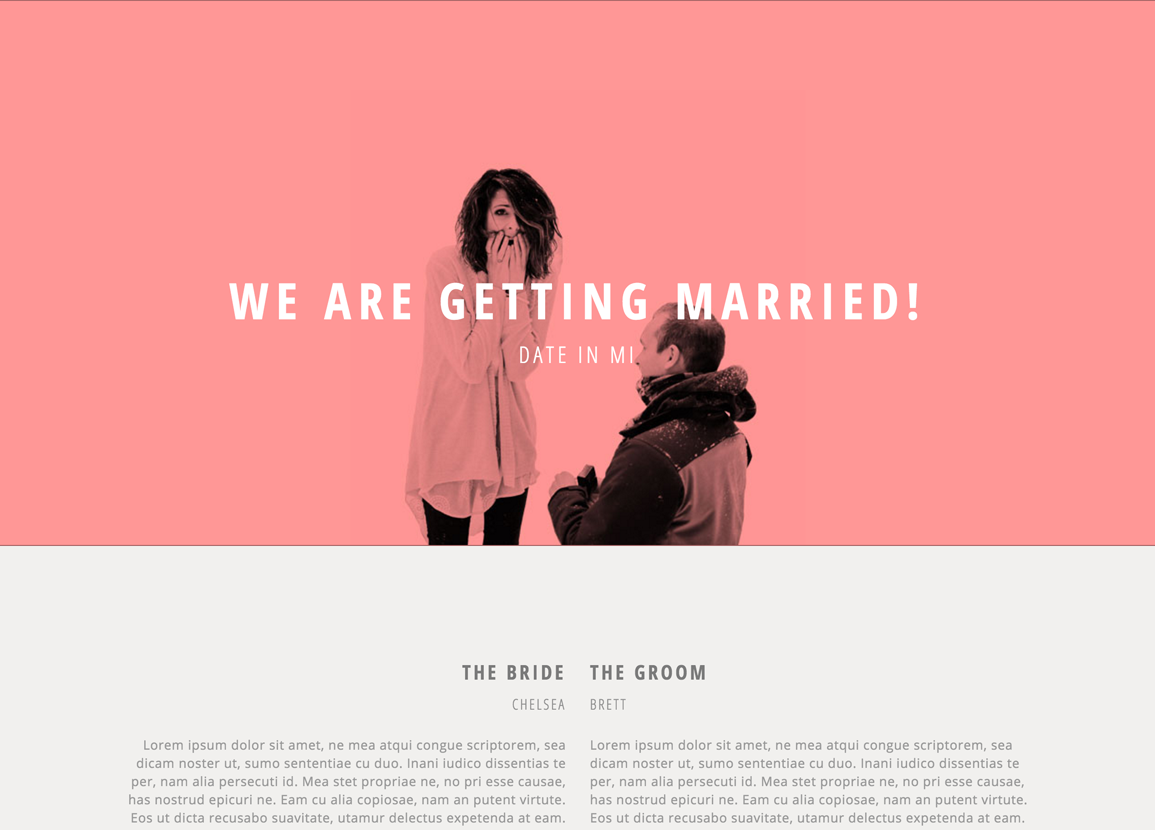 WE ARE GETTING MARRIED!
DATE IN MI
THE BRIDE
CHELSEA
Lorem ipsum dolor sit amet, ne mea atqui congue scriptorem, sea
dicam noster ut, sumo sententiae cu duo. Inani iudico dissentias te
per, nam alia persecuti id. Mea stet propriae ne, no pri esse causae,
has nostrud epicuri ne. Eam cu alia copiosae, nam an putent virtute.
Eos ut dicta recusabo suavitate, utamur delectus expetenda at eam.
THE GROOM
BRETT
Lorem ipsum dolor sit amet, ne mea atqui congue scriptorem, sea
dicam noster ut, sumo sententiae cu duo. Inani iudico dissentias te
per, nam alia persecuti id. Mea stet propriae ne, no pri esse causae,
has nostrud epicuri ne. Eam cu alia copiosae, nam an putent virtute.
Eos ut dicta recusabo suavitate, utamur delectus expetenda at eam.